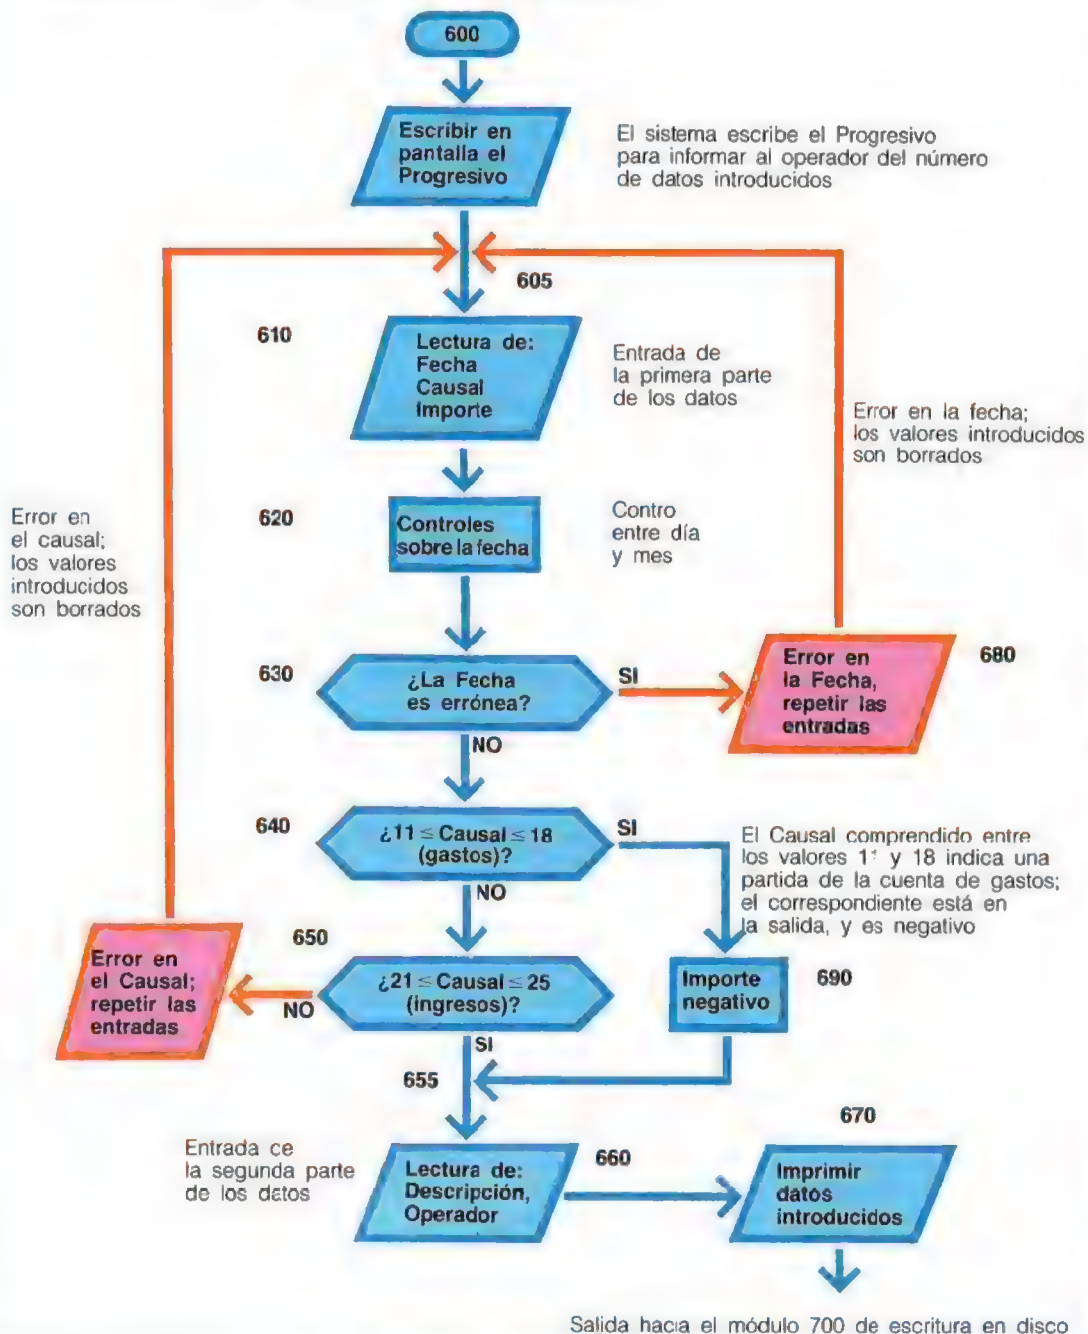 600
Escribir en
pantalla el
Progresivo
El sistema escribe el Progresivo
para informar al operador del número
de datos introducidos
605
610
Lectura de:
Fecha
Causal
Importe
Entrada de
la primera parte
de los datos
Error en la fecha;
los valores introducidos
son borrados
Error en
el causal;
los valores
introducidos
son borrados
620
Controles
sobre la fecha
Contro
entre día
y mes
630
¿La Fecha
es errónea?
SI
NO
Error en
la Fecha,
repetir las
entradas
680
640
¿11 ≤ Causal ≤ 18
(gastos)?
SI
NO
El Causal comprendido entre
los valores 11 y 18 indica una
partida de la cuenta de gastos;
el correspondiente está en
la salida, y es negativo
650
Error en
el Causal;
repetir las
entradas
NO
¿21 ≤ Causal ≤ 25
(ingresos)?
SI
Importe
negativo
690
655
Entrada de
la segunda parte
de los datos
Lectura de:
Descripción,
Operador
660
670
Imprimir
datos
introducidos
Salida hacia el módulo 700 de escritura en disco